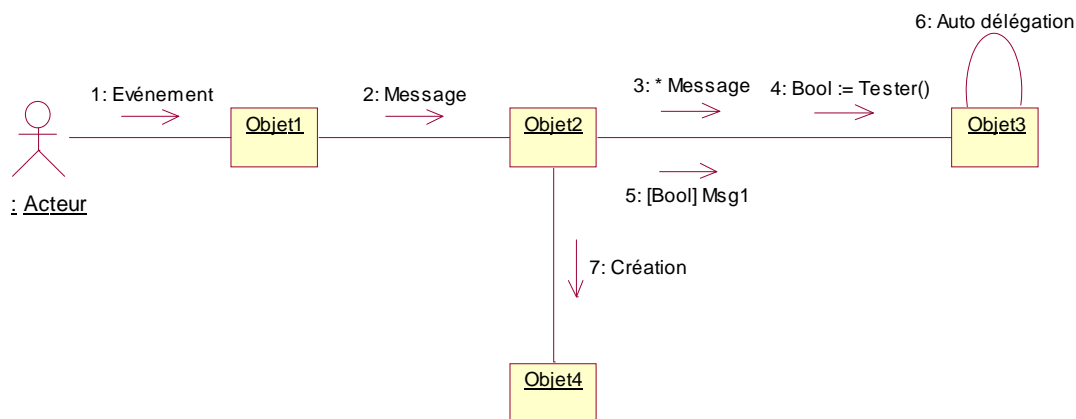 6: Auto délégation
1: Evénement
2: Message
3: * Message
4: Bool := Tester()
Objet1
Objet2
Objet3
: Acteur
5: [Bool] Msg1
7: Création
Objet4